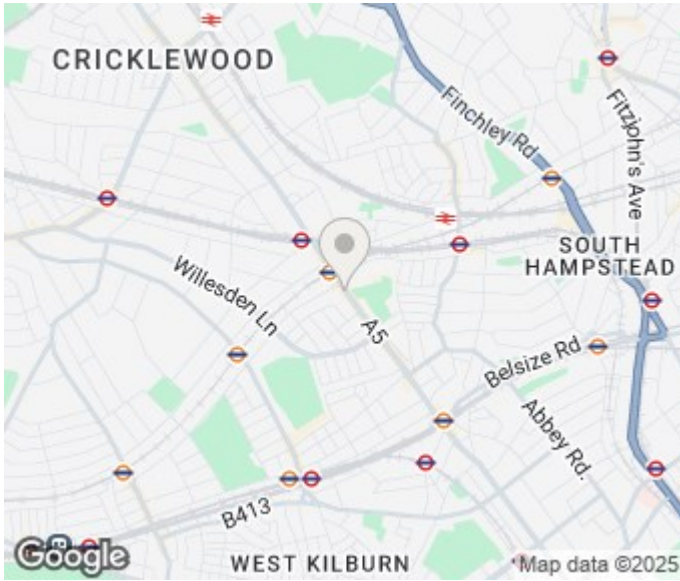 CRICKLEWOOD
Finchley Rd
Fitzjohn's Ave
SOUTH
HAMPSTEAD
Willesden Ln
A5
Belsize Rd
Abbey Rd.
B413
WEST KILBURN
Google
Map data ©2025